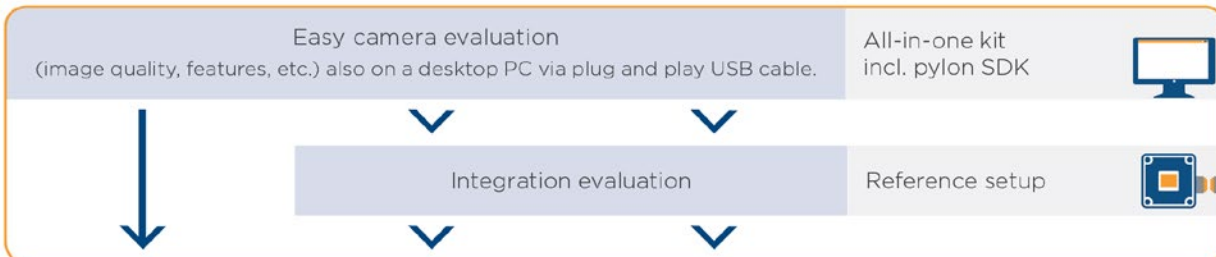 Easy camera evaluation
(image quality, features, etc.) also on a desktop PC via plug and play USB cable.
All-in-one kit
incl. pylon SDK
Integration evaluation
Reference setup